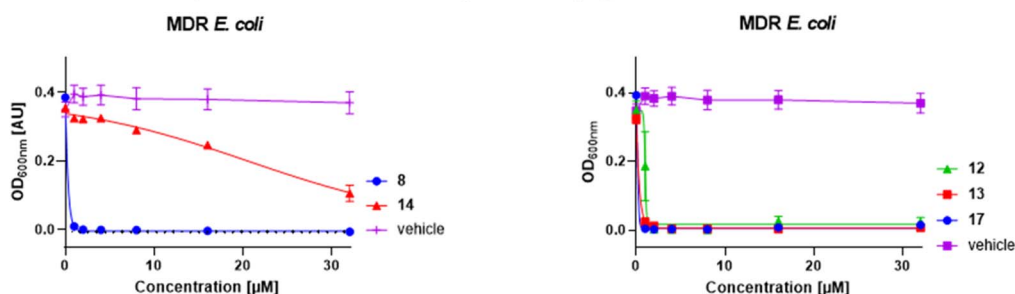 MDR E. coli
OD600nm [AU]
0.4
0.2
0.0
0 10 20 30
Concentration [µM]
8
14
vehicle
MDR E. coli
OD600nm
0.4
0.2
0.0
0 10 20 30
Concentration [µM]
12
13
17
vehicle